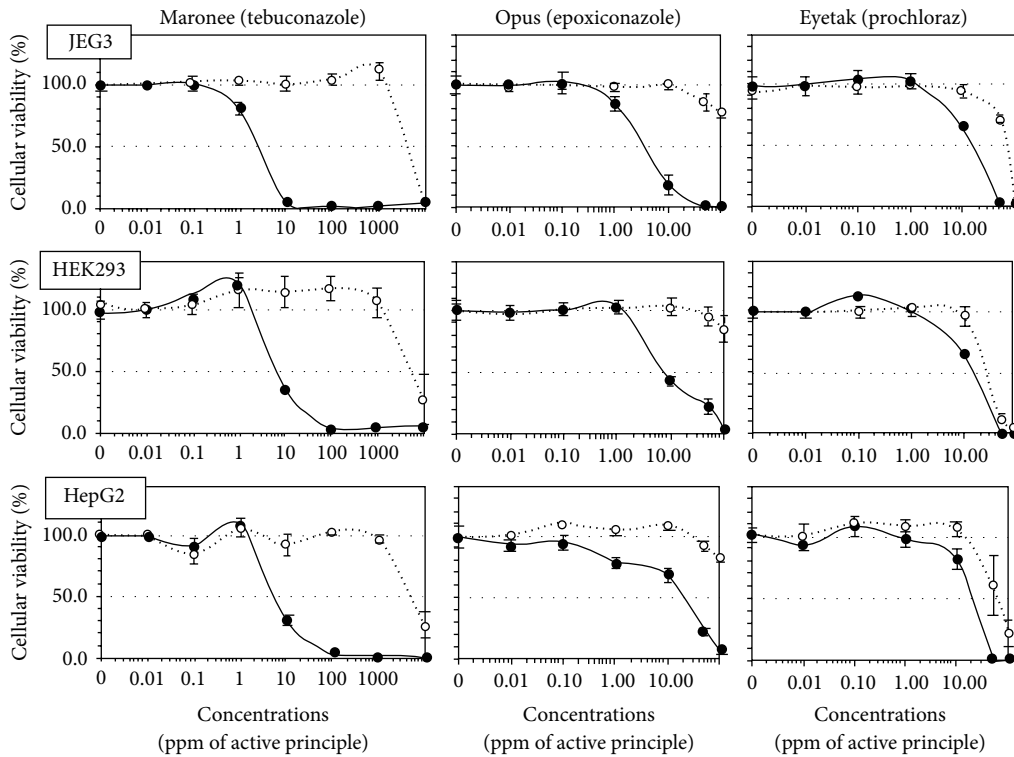 Maronee (tebuconazole)
Opus (epoxiconazole)
Eyetak (prochloraz)
JEG3
Cellular viability (%)
100.0
50.0
0.0
0 0.01 0.1 1 10 100 1000
0 0.01 0.10 1.00 10.00
0 0.01 0.10 1.00 10.00
HEK293
Cellular viability (%)
100.0
50.0
0.0
0 0.01 0.1 1 10 100 1000
0 0.01 0.10 1.00 10.00
0 0.01 0.10 1.00 10.00
HepG2
Cellular viability (%)
100.0
50.0
0.0
0 0.01 0.1 1 10 100 1000
0 0.01 0.10 1.00 10.00
0 0.01 0.10 1.00 10.00
Concentrations
(ppm of active principle)
Concentrations
(ppm of active principle)
Concentrations
(ppm of active principle)